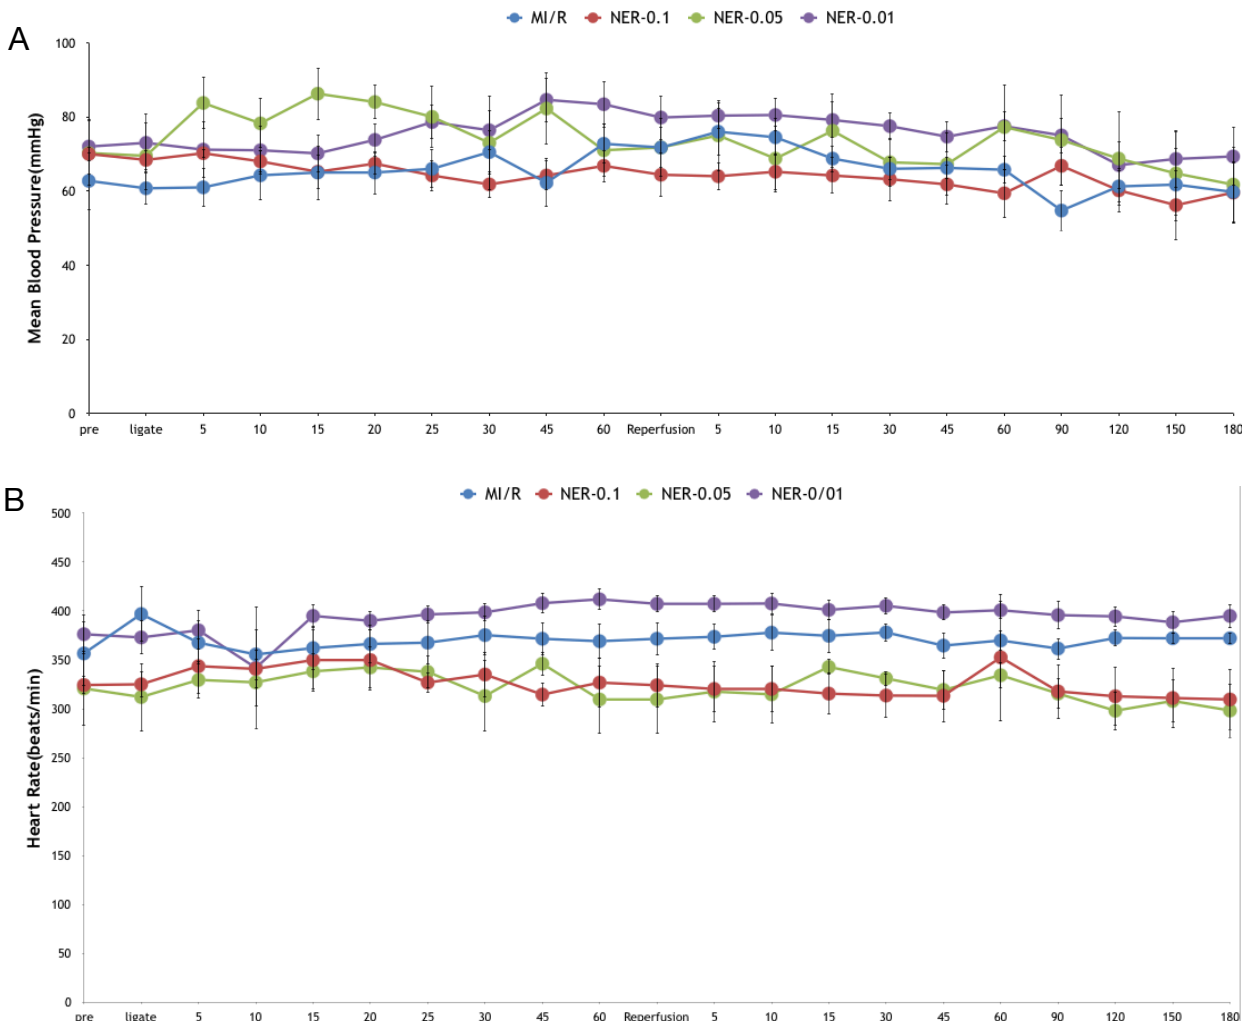 MI/R NER-0.1 NER-0.05 NER-0.01
A
100
80
60
40
20
0
Mean Blood Pressure(mmHg)
pre ligate 5 10 15 20 25 30 45 60 Reperfusion 5 10 15 30 45 60 90 120 150 180
MI/R NER-0.1 NER-0.05 NER-0/01
B
500
450
400
350
300
250
200
150
100
50
0
Heart Rate(beats/min)
pre ligate 5 10 15 20 25 30 45 60 Reperfusion 5 10 15 30 45 60 90 120 150 180